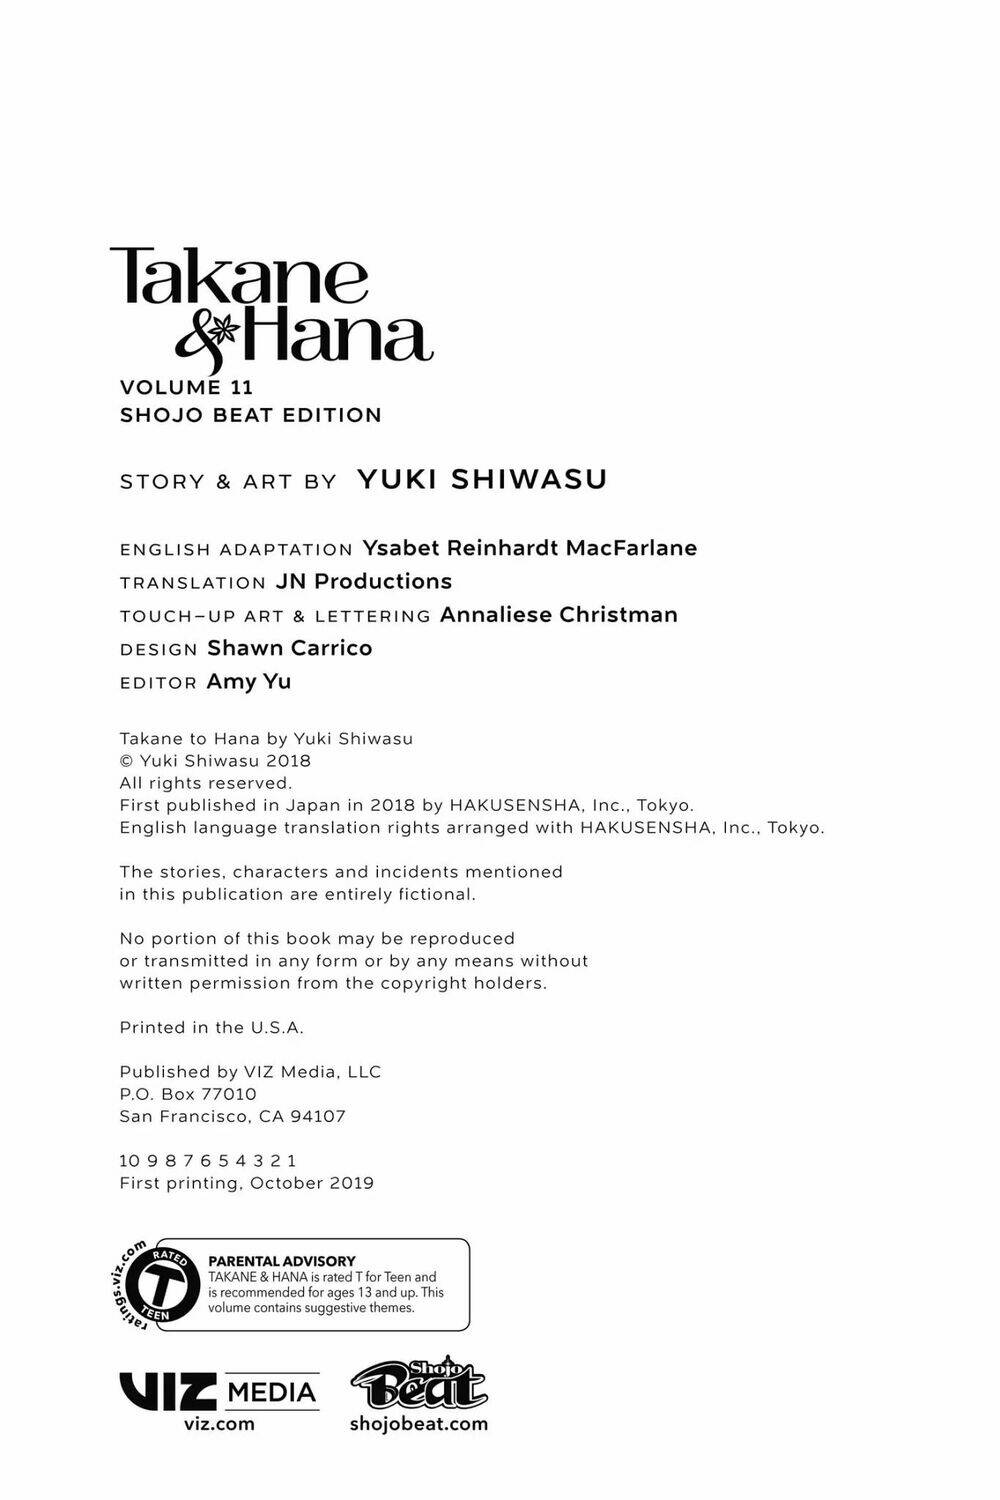 Takane
& Hana
VOLUME 11
SHOJO BEAT EDITION
STORY & ART BY YUKI SHIWASU
ENGLISH ADAPTATION Ysabet Reinhardt MacFarlane
TRANSLATION JN Productions
TOUCH-UP ART & LETTERING Annaliese Christman
DESIGN Shawn Carrico
EDITOR Amy Yu
Takane to Hana by Yuki Shiwasu
© Yuki Shiwasu 2018
All rights reserved.
First published in Japan in 2018 by HAKUSENSHA, Inc., Tokyo.
English language translation rights arranged with HAKUSENSHA, Inc., Tokyo.
The stories, characters and incidents mentioned
in this publication are entirely fictional.
No portion of this book may be reproduced
or transmitted in any form or by any means without
written permission from the copyright holders.
Printed in the U.S.A.
Published by VIZ Media, LLC
P.O. Box 77010
San Francisco, CA 94107
10 9 8 7 6 5 4 3 2 1
First printing, October 2019
ratings.viz.com
RATED
T
TEEN
PARENTAL ADVISORY
TAKANE & HANA is rated T for Teen and
is recommended for ages 13 and up. This
volume contains suggestive themes.
VIZ MEDIA
viz.com
Shojo
Beat
shojobeat.com